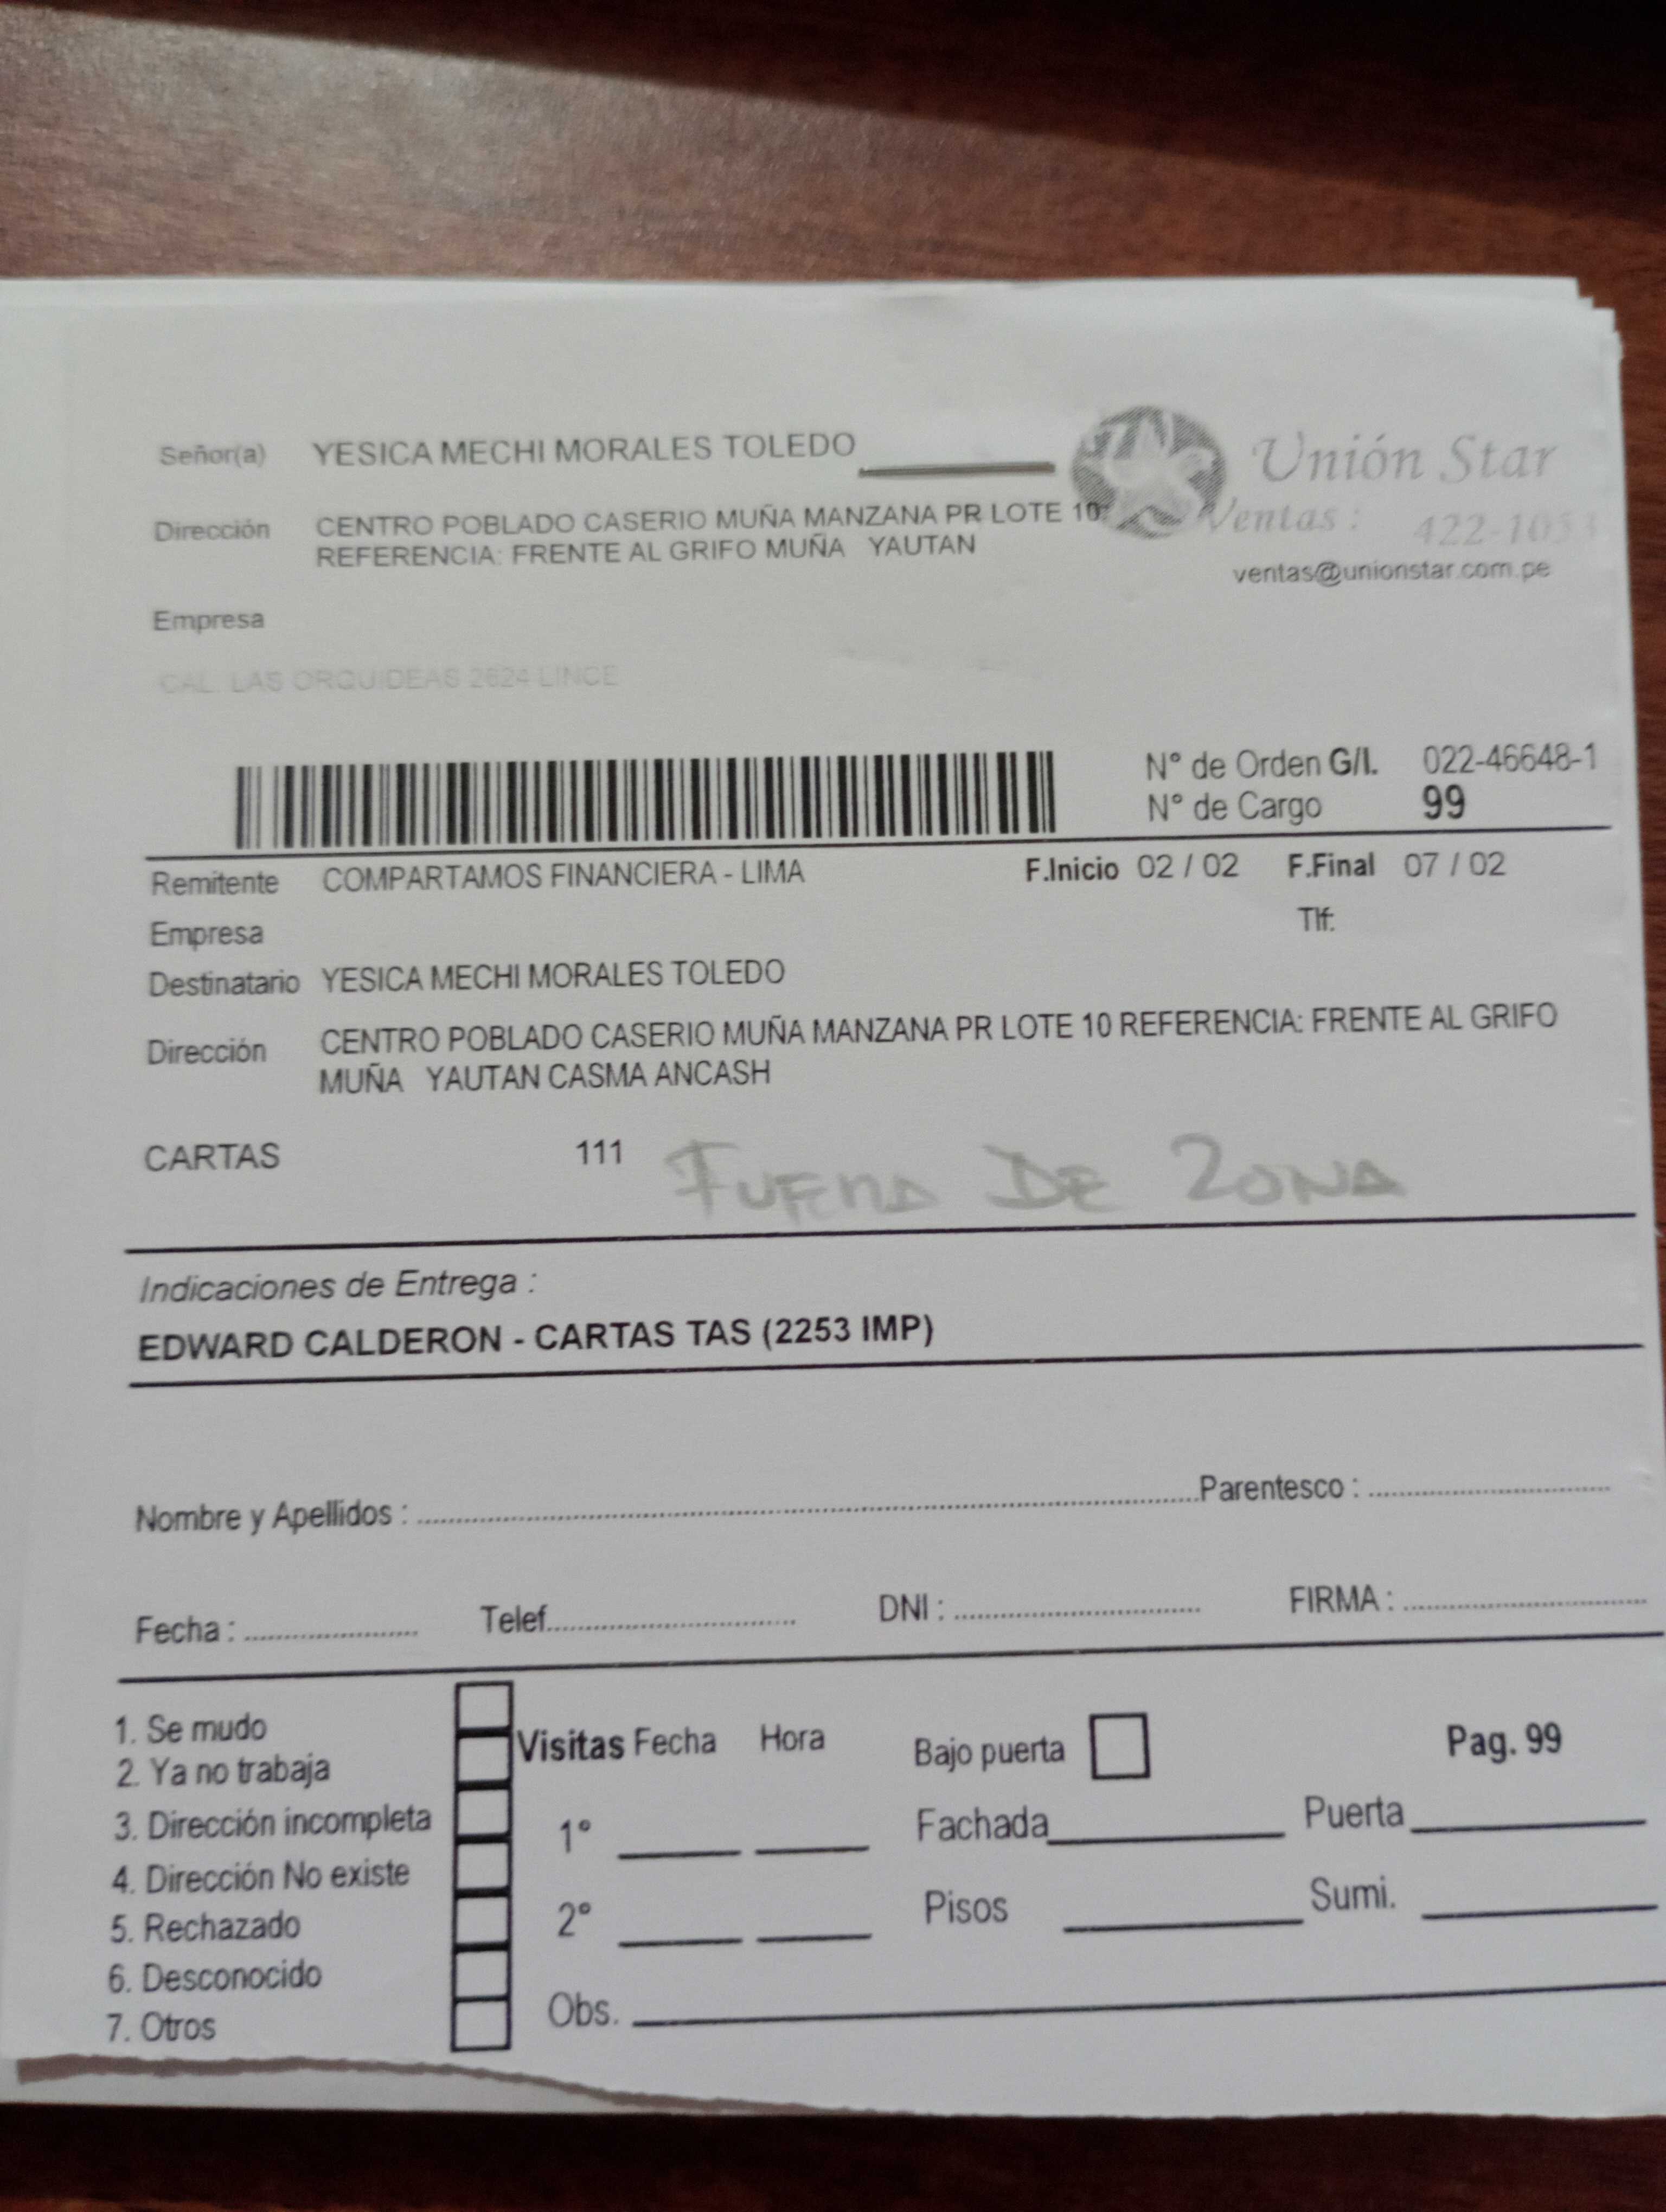 Señor(a) YESICA MECHI MORALES TOLEDO
Unión Star
Dirección CENTRO POBLADO CASERIO MUÑA MANZANA PR LOTE 10
REFERENCIA: FRENTE AL GRIFO MUÑA YAUTAN
Ventas : 422-1053
ventas@unionstar.com.pe
Empresa
CAL. LAS ORQUIDEAS 2624 LINCE
N° de Orden G/I. 022-46648-1
N° de Cargo 99
Remitente COMPARTAMOS FINANCIERA - LIMA F.Inicio 02 / 02 F.Final 07 / 02
Empresa Tlf:
Destinatario YESICA MECHI MORALES TOLEDO
Dirección CENTRO POBLADO CASERIO MUÑA MANZANA PR LOTE 10 REFERENCIA: FRENTE AL GRIFO
MUÑA YAUTAN CASMA ANCASH
CARTAS 111 FUERA DE ZONA
Indicaciones de Entrega :
EDWARD CALDERON - CARTAS TAS (2253 IMP)
Nombre y Apellidos : Parentesco :
Fecha : Telef. DNI : FIRMA :
1. Se mudo
2. Ya no trabaja
3. Dirección incompleta
4. Dirección No existe
5. Rechazado
6. Desconocido
7. Otros
Visitas Fecha Hora
1°
2°
Obs.
Bajo puerta
Pag. 99
Fachada Puerta
Pisos Sumi.